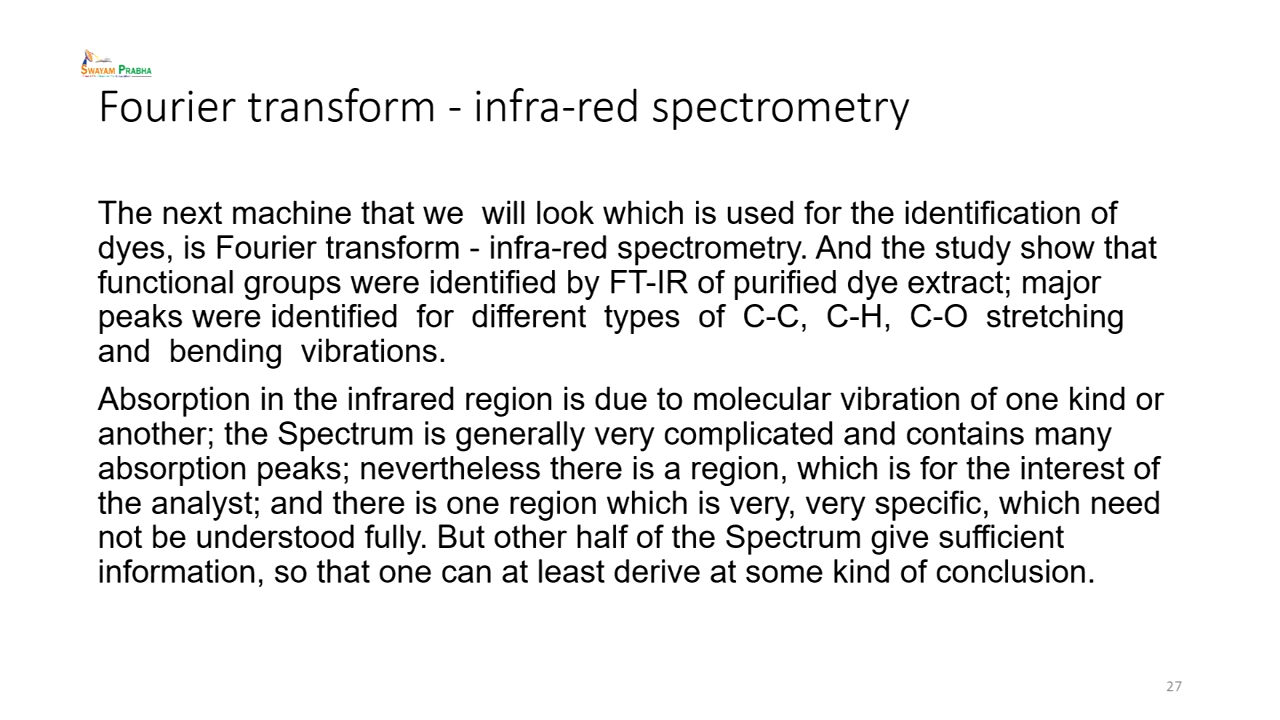 SWAYAM PRABHA
Fourier transform - infra-red spectrometry
The next machine that we will look which is used for the identification of
dyes, is Fourier transform - infra-red spectrometry. And the study show that
functional groups were identified by FT-IR of purified dye extract; major
peaks were identified for different types of C-C, C-H, C-O stretching
and bending vibrations.
Absorption in the infrared region is due to molecular vibration of one kind or
another; the Spectrum is generally very complicated and contains many
absorption peaks; nevertheless there is a region, which is for the interest of
the analyst; and there is one region which is very, very specific, which need
not be understood fully. But other half of the Spectrum give sufficient
information, so that one can at least derive at some kind of conclusion.
27